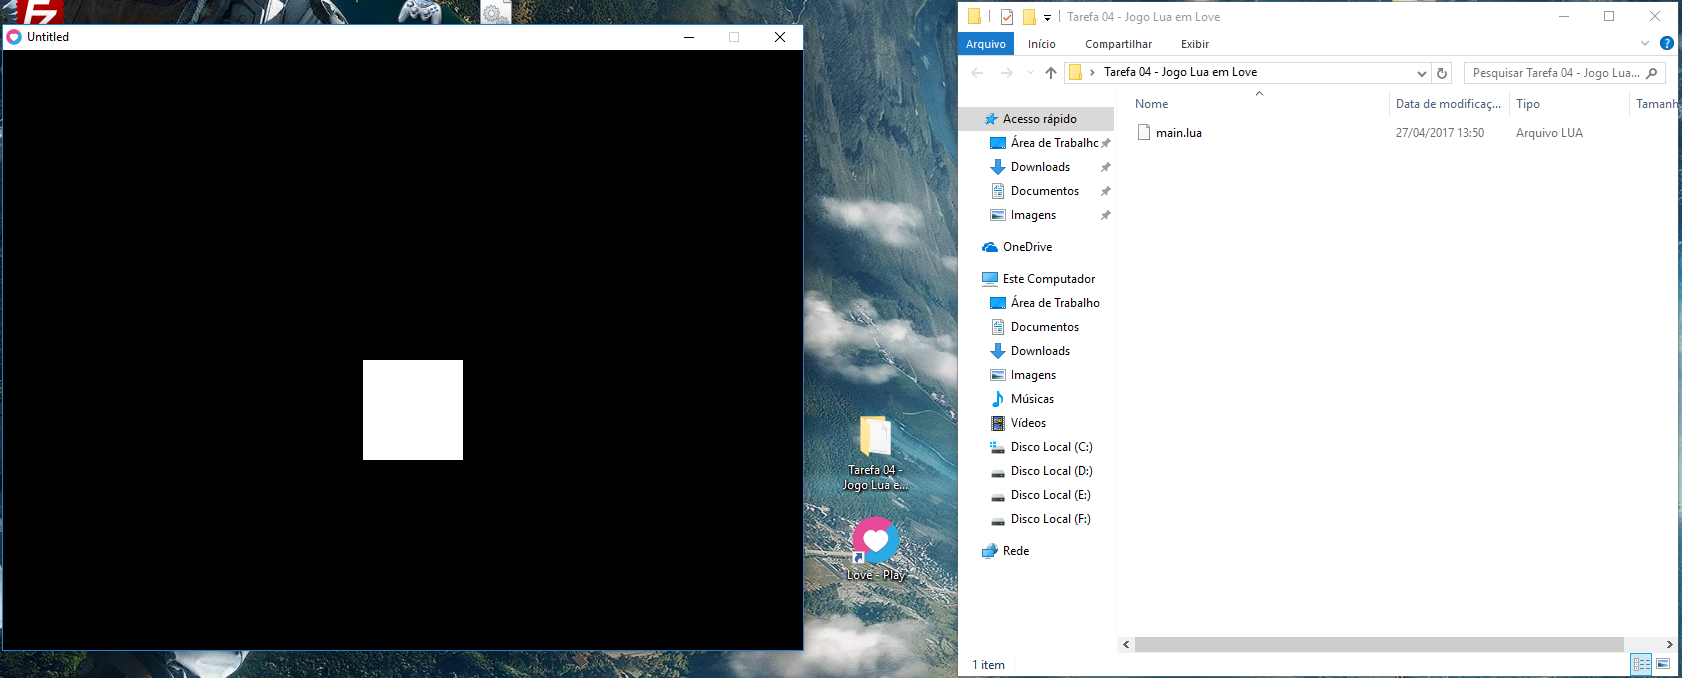 Untitled
Tarefa 04 -
Jogo Lua e...
Love - Play
Tarefa 04 - Jogo Lua em Love
Arquivo Início Compartilhar Exibir
Tarefa 04 - Jogo Lua em Love
Pesquisar Tarefa 04 - Jogo Lua...
Acesso rápido
Área de Trabalho
Downloads
Documentos
Imagens
OneDrive
Este Computador
Área de Trabalho
Documentos
Downloads
Imagens
Músicas
Vídeos
Disco Local (C:)
Disco Local (D:)
Disco Local (E:)
Disco Local (F:)
Rede
Nome Data de modificaç... Tipo Tamanh
main.lua 27/04/2017 13:50 Arquivo LUA
1 item